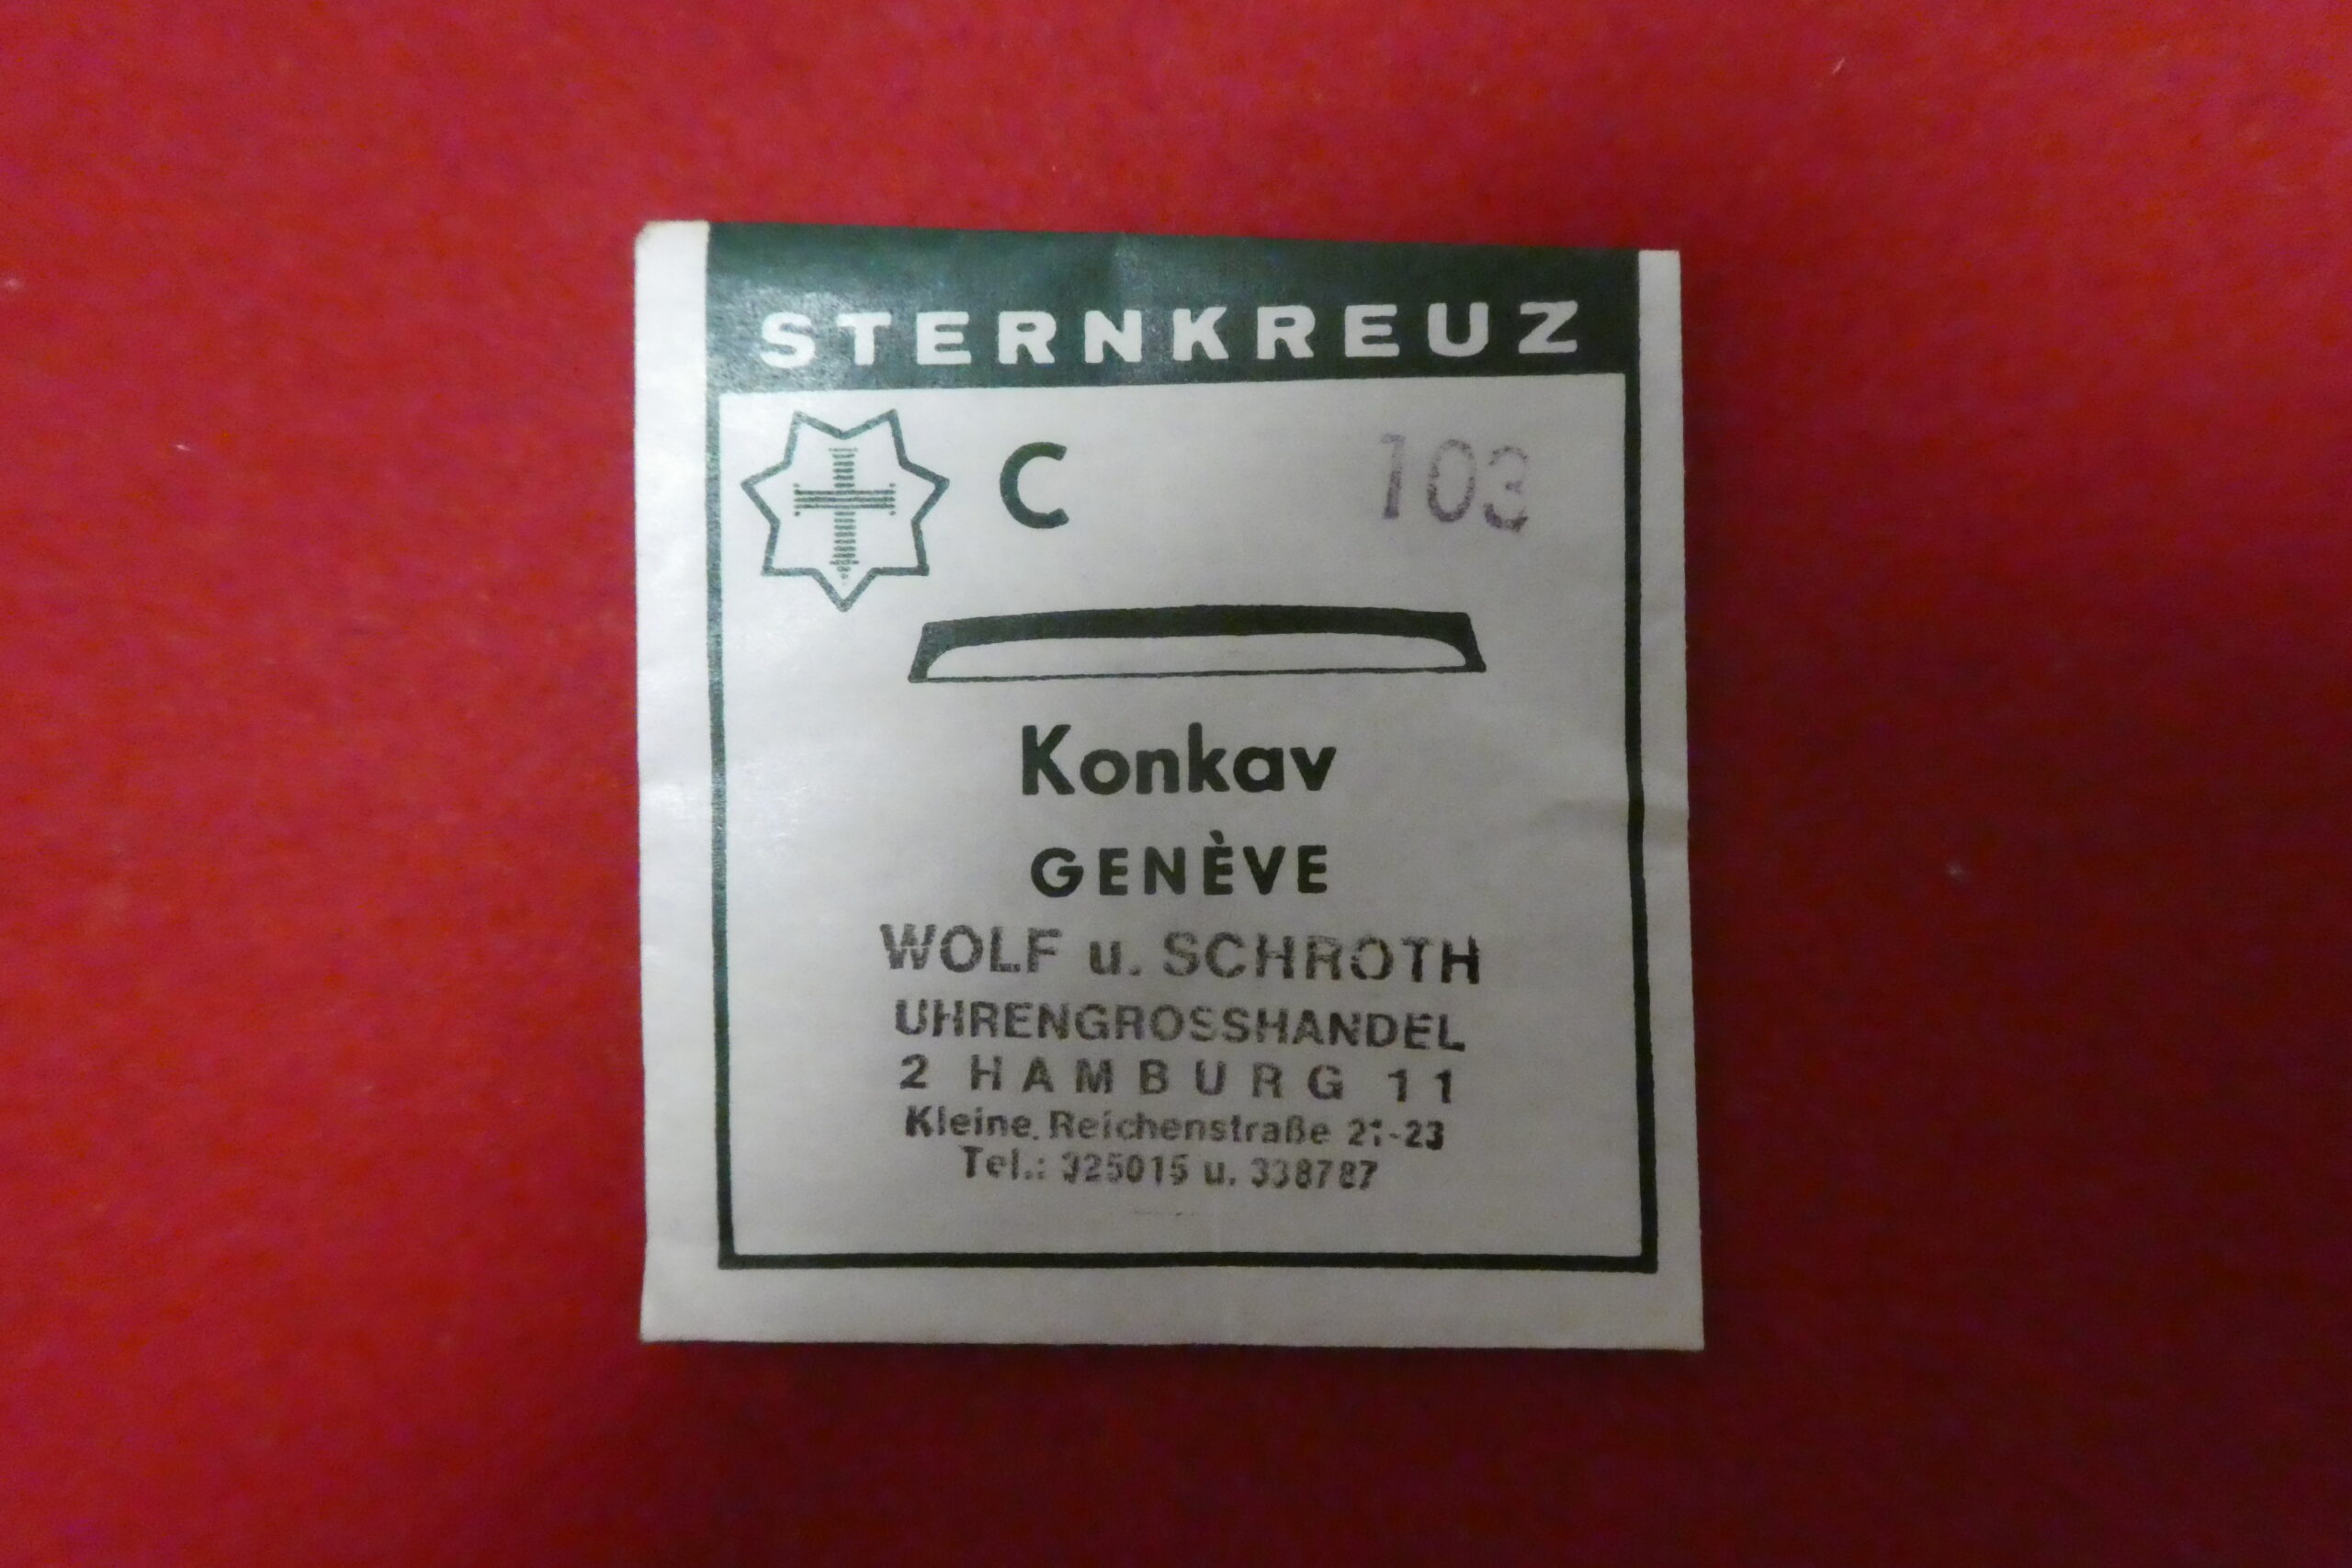 STERNKREUZ
C 103
Konkav
GENÈVE
WOLF u. SCHROTH
UHRENGROSSHANDEL
2 HAMBURG 11
Kleine Reichenstraße 21-23
Tel.: 325015 u. 338787